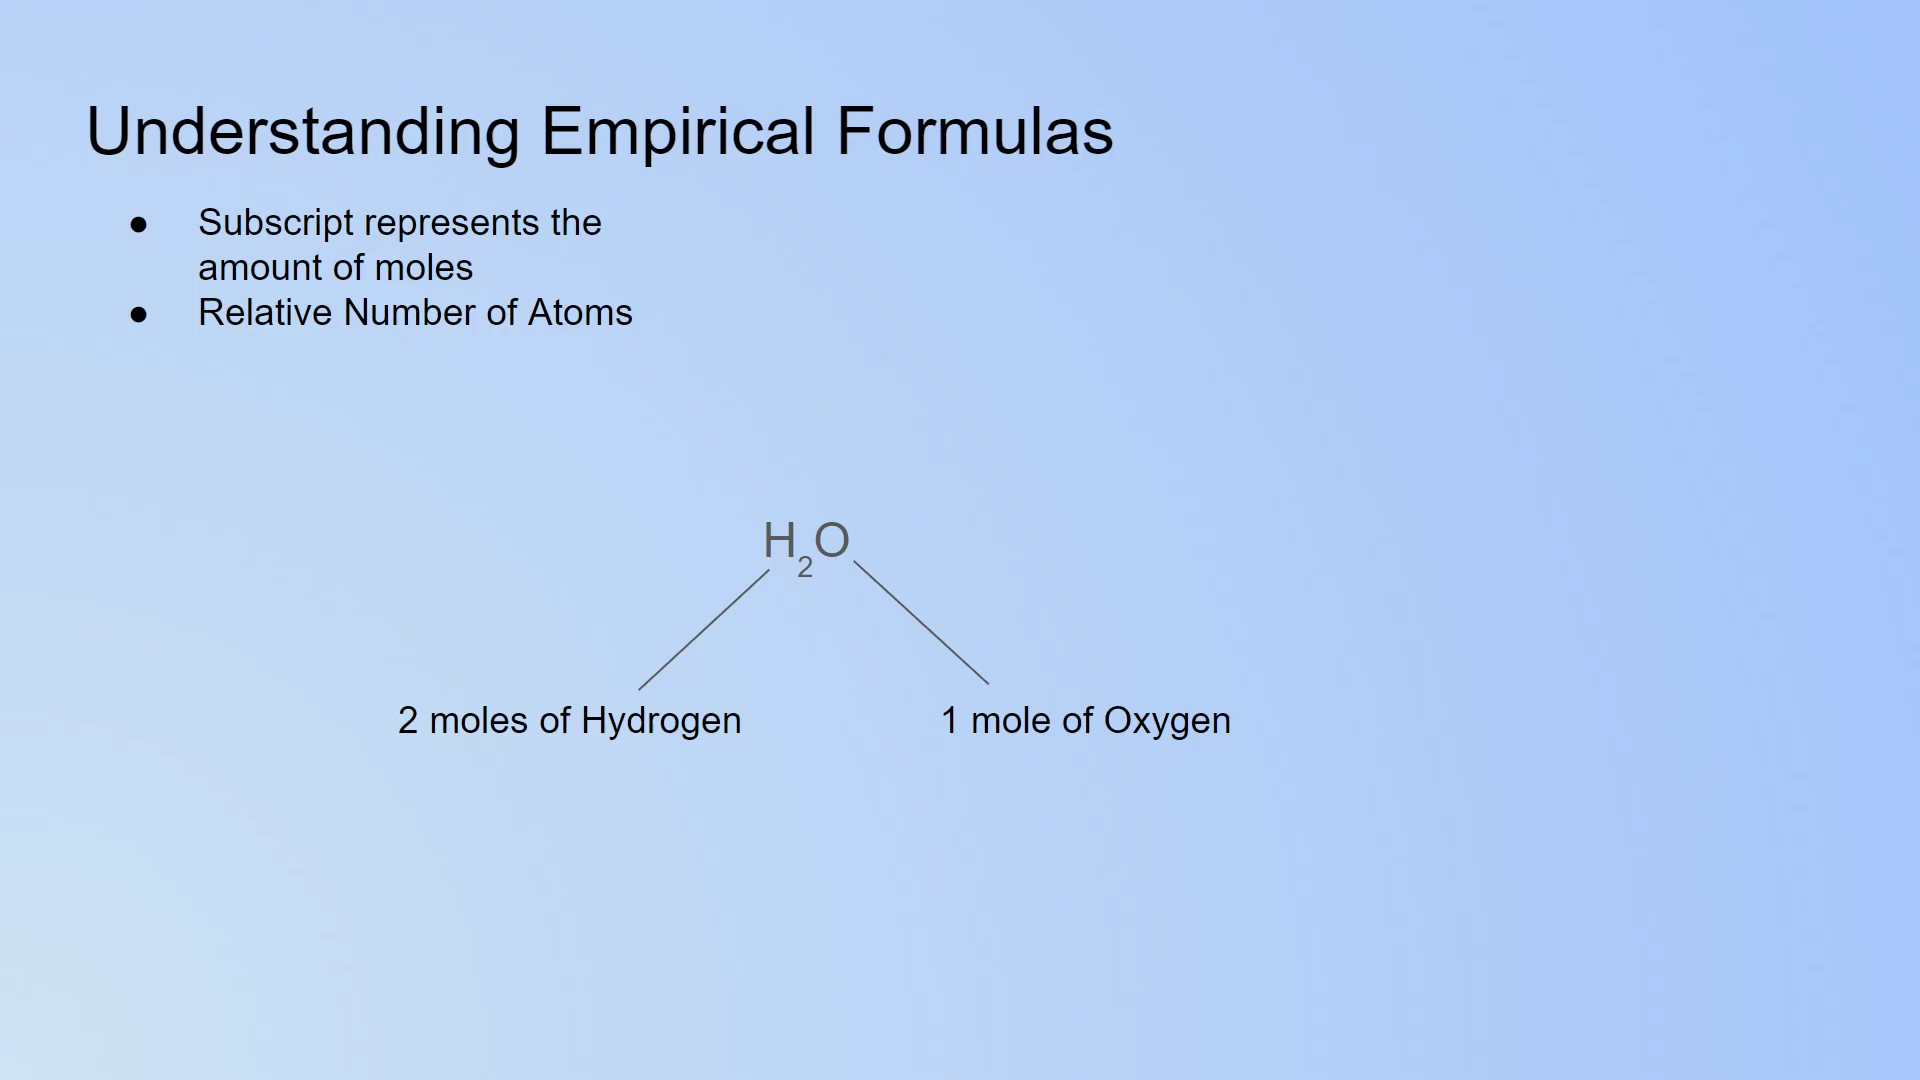 Understanding Empirical Formulas
● Subscript represents the
amount of moles
● Relative Number of Atoms
H₂O
2 moles of Hydrogen
1 mole of Oxygen